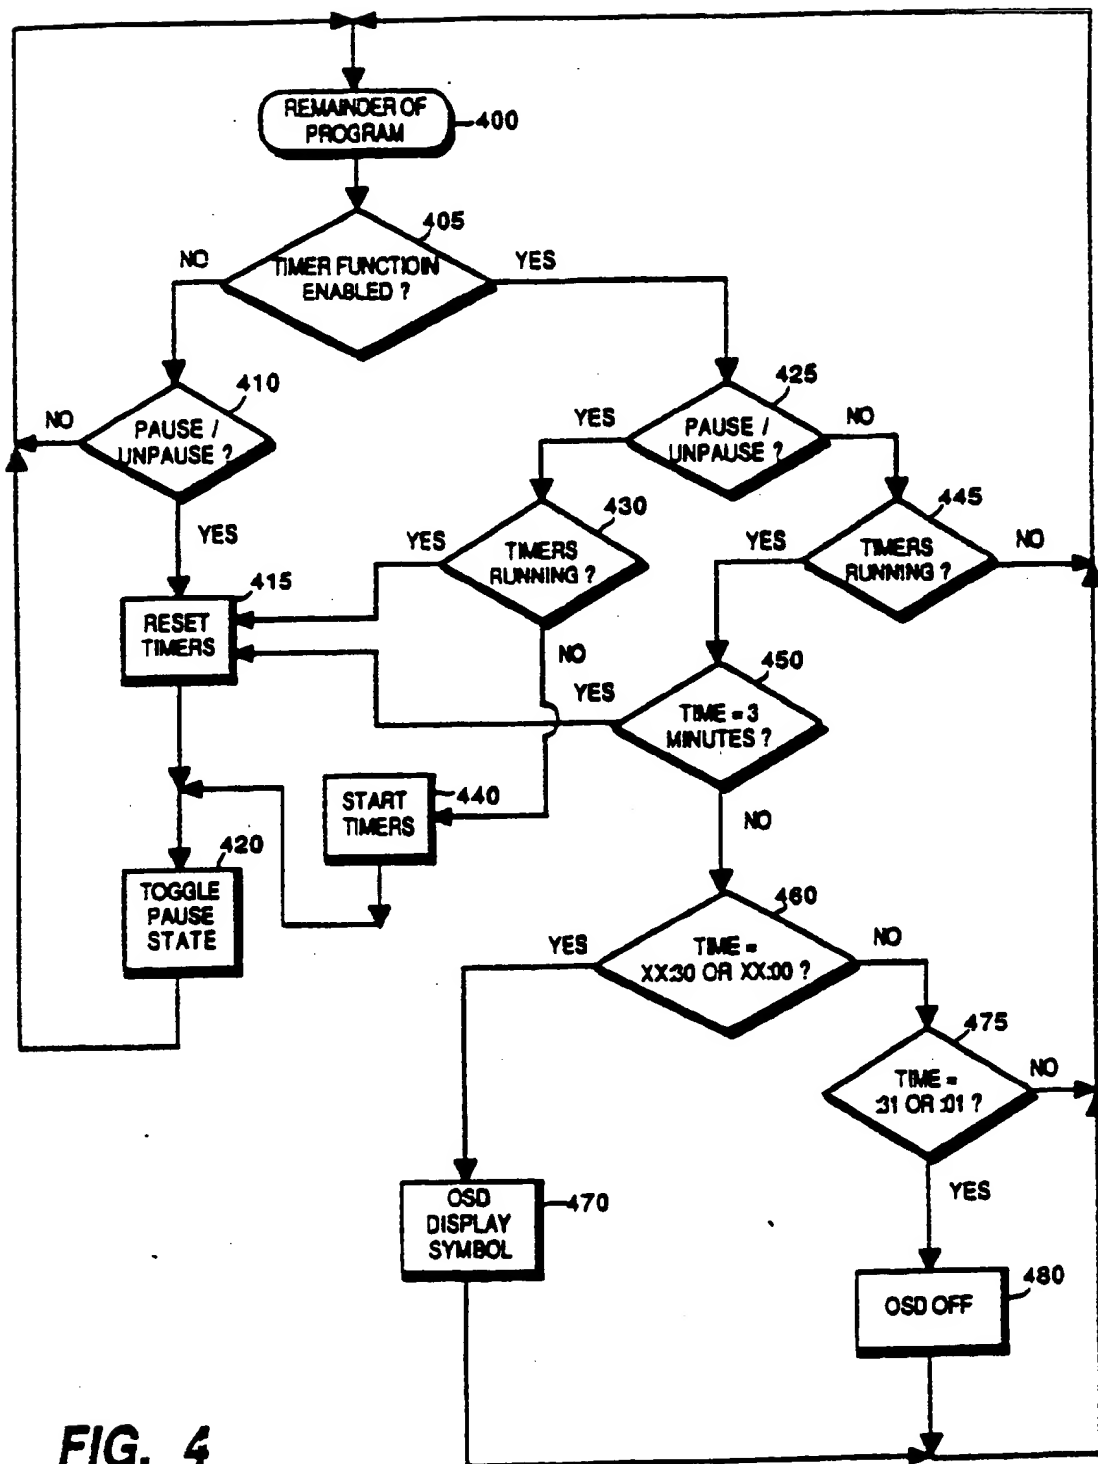 REMAINDER OF
PROGRAM
400
405
NO
TIMER FUNCTIOIN
ENABLED ?
YES
410
NO
PAUSE /
UNPAUSE ?
YES
425
YES
PAUSE /
UNPAUSE ?
NO
430
YES
TIMERS
RUNNING ?
NO
445
YES
TIMERS
RUNNING ?
NO
415
RESET
TIMERS
450
YES
TIME = 3
MINUTES ?
NO
START
TIMERS
440
420
TOGGLE
PAUSE
STATE
460
YES
TIME =
XX:30 OR XX:00 ?
NO
475
TIME =
:31 OR :01 ?
NO
YES
OSD
DISPLAY
SYMBOL
470
OSD OFF
480
FIG. 4